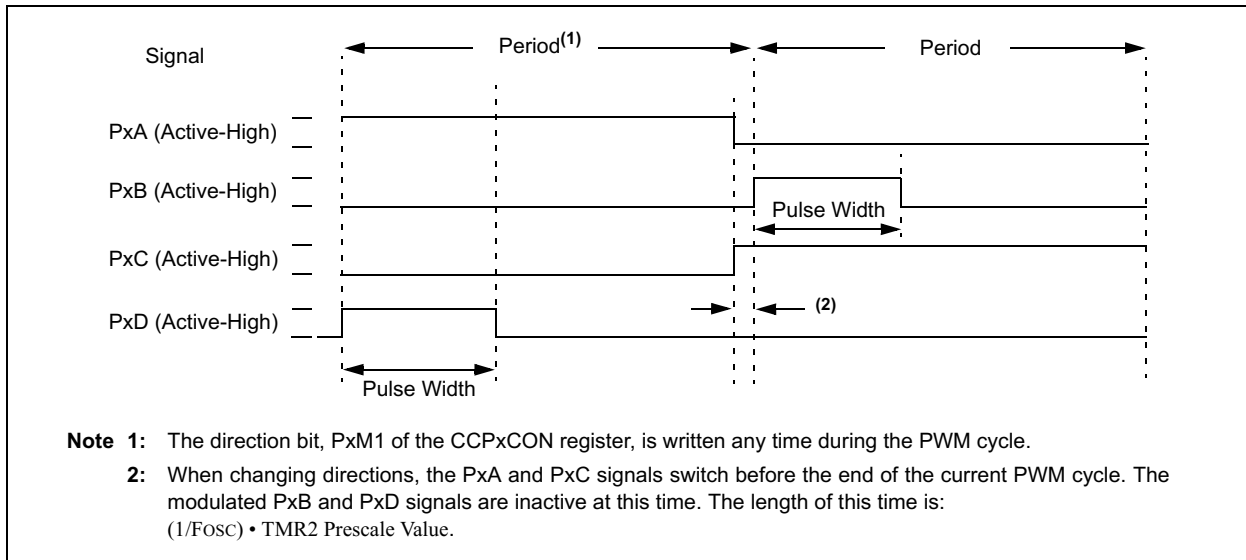 Signal
Period(1)
Period
PxA (Active-High)
PxB (Active-High)
Pulse Width
PxC (Active-High)
(2)
PxD (Active-High)
Pulse Width
Note 1: The direction bit, PxM1 of the CCPxCON register, is written any time during the PWM cycle.
2: When changing directions, the PxA and PxC signals switch before the end of the current PWM cycle. The
modulated PxB and PxD signals are inactive at this time. The length of this time is:
(1/FOSC) • TMR2 Prescale Value.